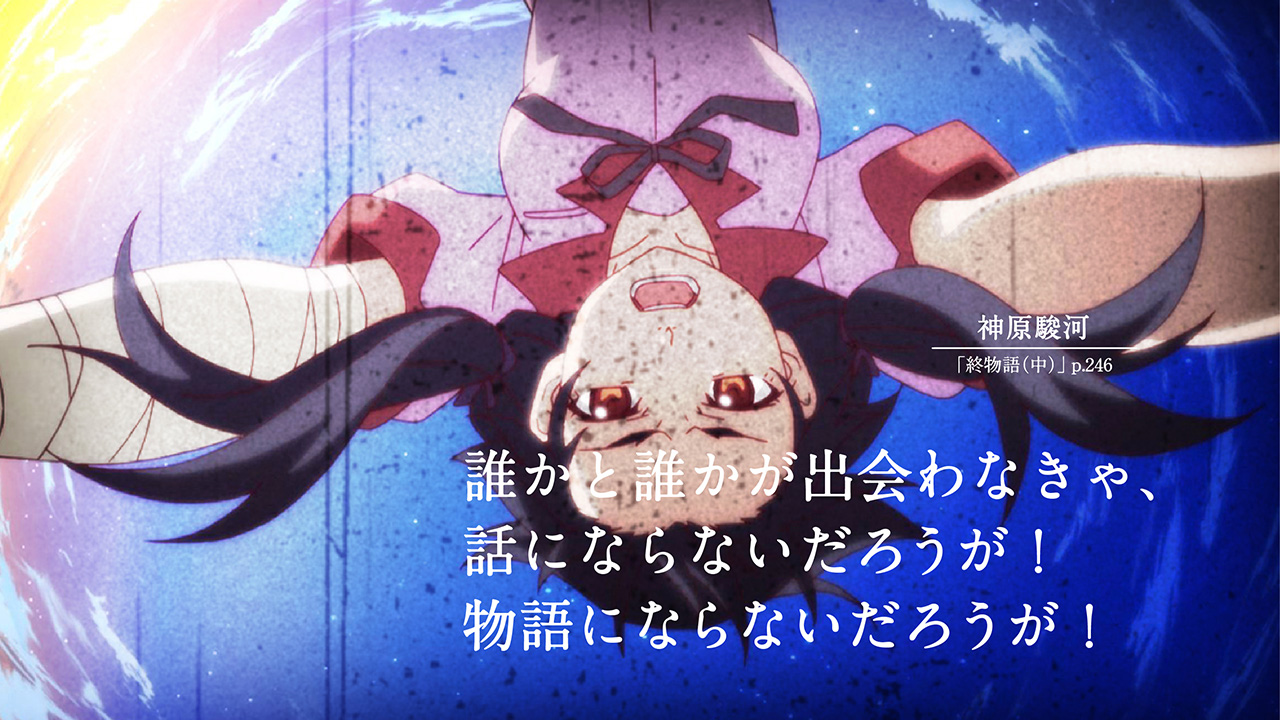 神原駿河
「終物語(中)」p.246
誰かと誰かが出会わなきゃ、
話にならないだろうが！
物語にならないだろうが！